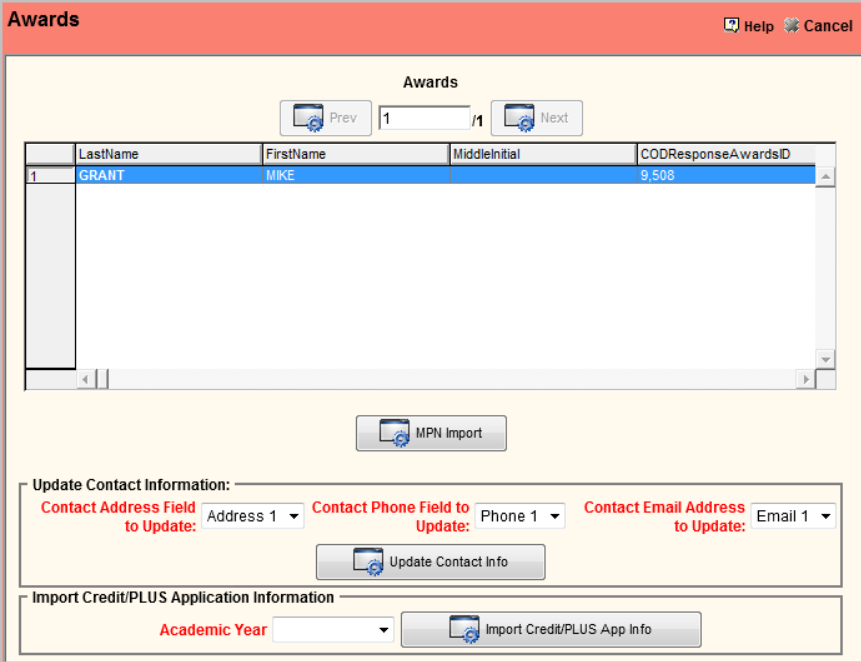 Awards
Help Cancel
Awards
Prev 1 /1 Next
LastName FirstName MiddleInitial CODResponseAwardsID
1 GRANT MIKE 9,508
MPN Import
Update Contact Information:
Contact Address Field to Update: Address 1
Contact Phone Field to Update: Phone 1
Contact Email Address to Update: Email 1
Update Contact Info
Import Credit/PLUS Application Information
Academic Year Import Credit/PLUS App Info